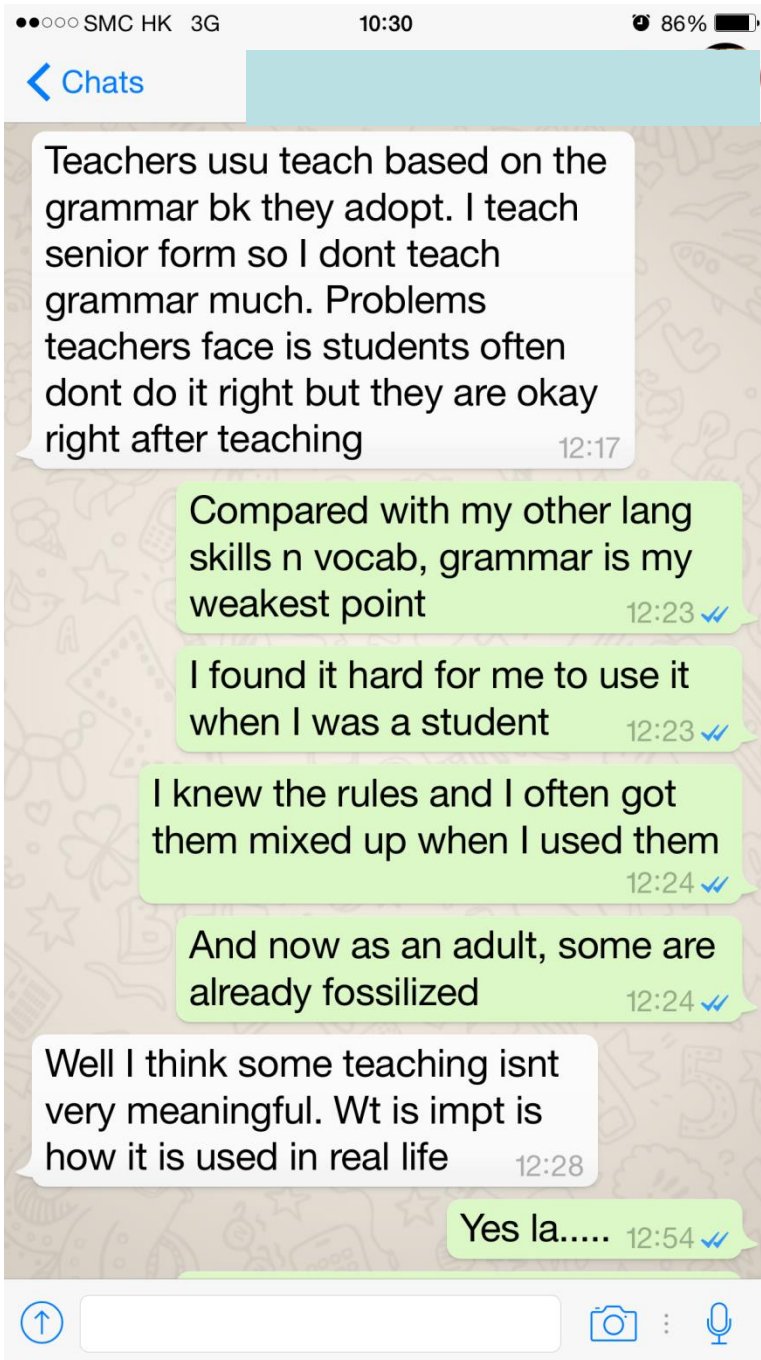 SMC HK 3G 10:30 86%
Chats
Teachers usu teach based on the
grammar bk they adopt. I teach
senior form so I dont teach
grammar much. Problems
teachers face is students often
dont do it right but they are okay
right after teaching 12:17
Compared with my other lang
skills n vocab, grammar is my
weakest point 12:23
I found it hard for me to use it
when I was a student 12:23
I knew the rules and I often got
them mixed up when I used them
12:24
And now as an adult, some are
already fossilized 12:24
Well I think some teaching isnt
very meaningful. Wt is impt is
how it is used in real life 12:28
Yes la..... 12:54